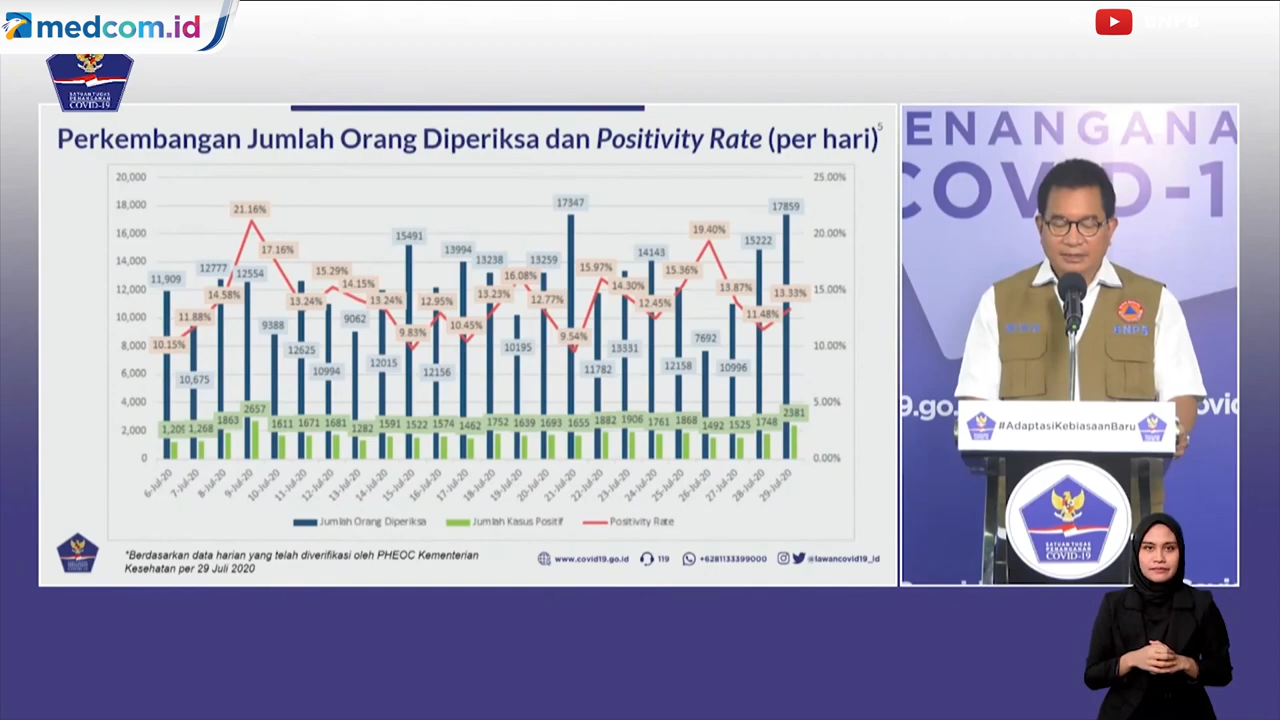 medcom.id
BNPB
SATUAN TUGAS
PENANGANAN
COVID-19
Perkembangan Jumlah Orang Diperiksa dan Positivity Rate (per hari)
5
20,000
18,000
16,000
14,000
12,000
10,000
8,000
6,000
4,000
2,000
0
25.00%
20.00%
15.00%
10.00%
5.00%
0.00%
11,909
10,675
12777
12554
9388
12625
10994
9062
12015
15491
12156
13994
13238
10195
13259
17347
11782
13331
14143
12158
7692
10996
15222
17859
10.15%
11.88%
14.58%
21.16%
17.16%
13.24%
15.29%
14.15%
13.24%
9.83%
12.95%
10.45%
13.23%
16.08%
12.77%
9.54%
15.97%
14.30%
12.45%
15.36%
19.40%
13.87%
11.48%
13.33%
1,209
1,268
1863
2657
1611
1671
1681
1282
1591
1522
1574
1462
1752
1639
1693
1655
1882
1906
1761
1868
1492
1525
1748
2381
6-Jul-20
7-Jul-20
8-Jul-20
9-Jul-20
10-Jul-20
11-Jul-20
12-Jul-20
13-Jul-20
14-Jul-20
15-Jul-20
16-Jul-20
17-Jul-20
18-Jul-20
19-Jul-20
20-Jul-20
21-Jul-20
22-Jul-20
23-Jul-20
24-Jul-20
25-Jul-20
26-Jul-20
27-Jul-20
28-Jul-20
29-Jul-20
Jumlah Orang Diperiksa
Jumlah Kasus Positif
Positivity Rate
*Berdasarkan data harian yang telah diverifikasi oleh PHEOC Kementerian
Kesehatan per 29 Juli 2020
www.covid19.go.id
119
+6281133399000
@lawancovid19_id
ENANGANA
COVID-1
BNPB
9.go.
ovid
#AdaptasiKebiasaanBaru
SATUAN TUGAS
PENANGANAN
COVID-19